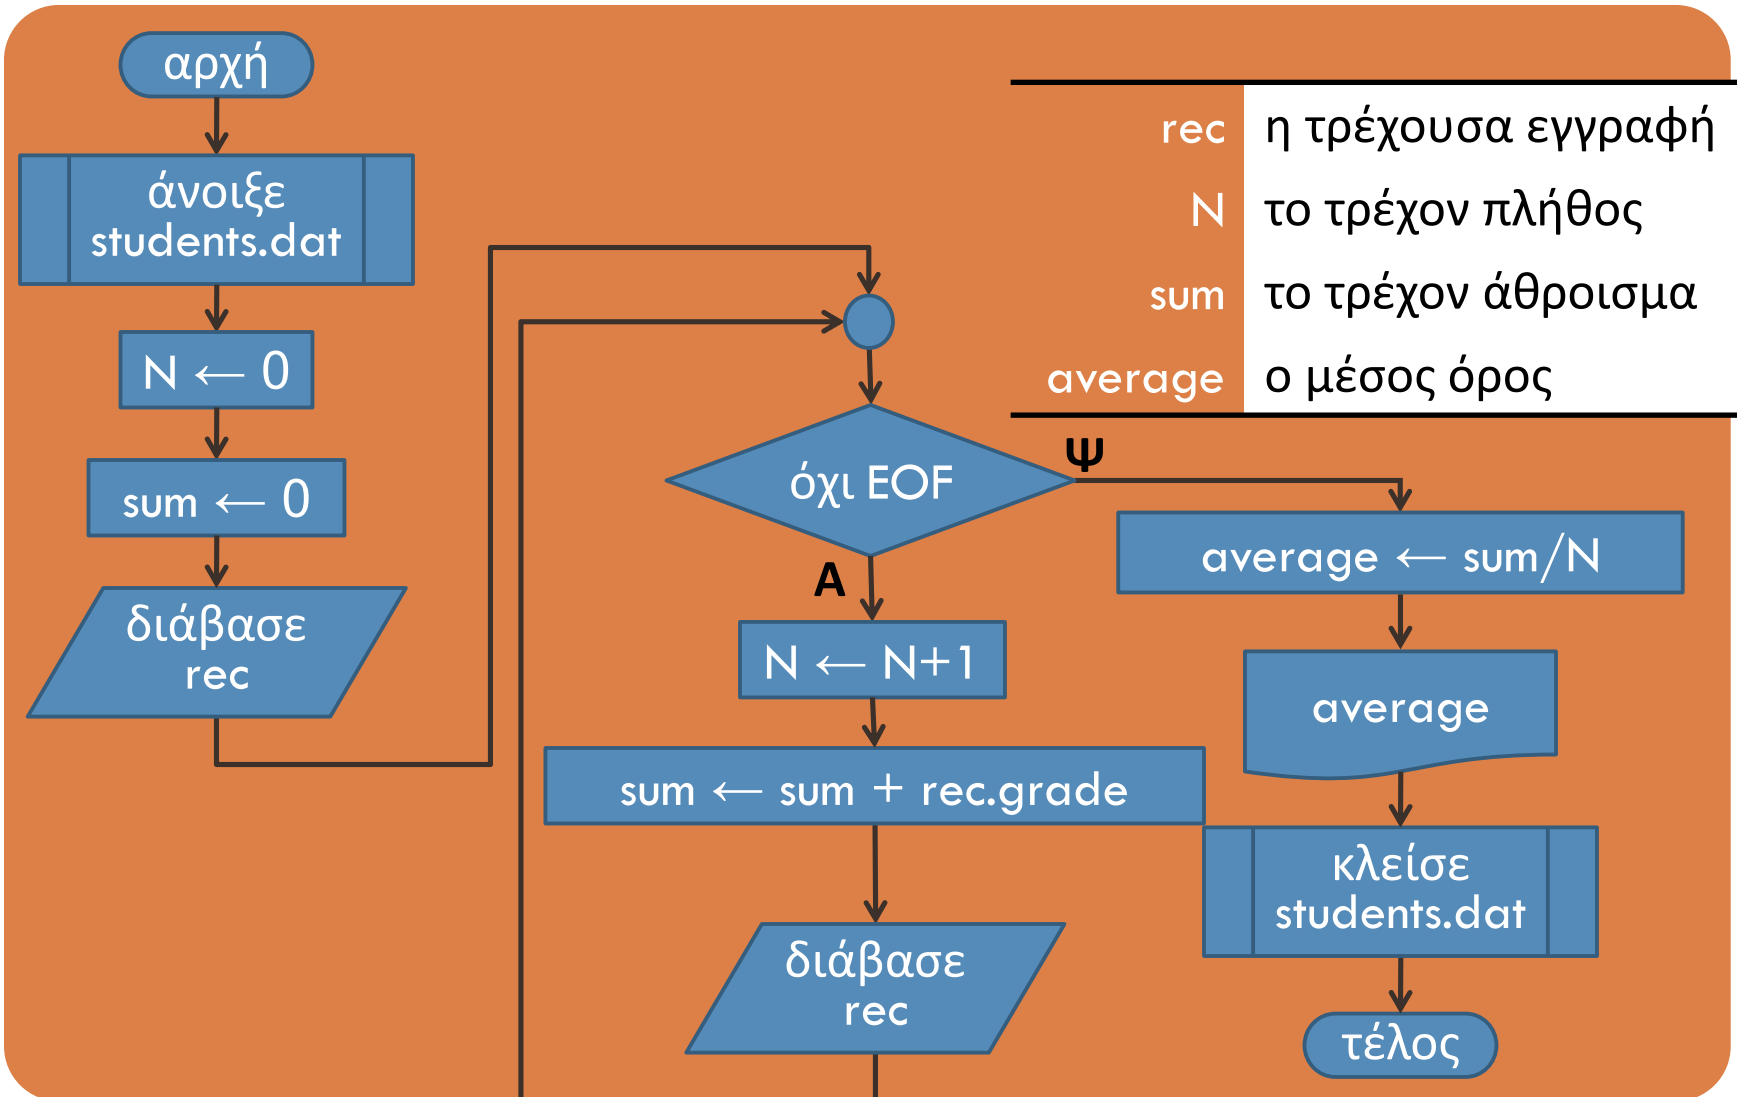 αρχή
άνοιξε
students.dat
N ← 0
sum ← 0
διάβασε
rec
όχι EOF
Α
N ← N+1
sum ← sum + rec.grade
διάβασε
rec
Ψ
average ← sum/N
average
κλείσε
students.dat
τέλος
rec η τρέχουσα εγγραφή
N το τρέχον πλήθος
sum το τρέχον άθροισμα
average ο μέσος όρος